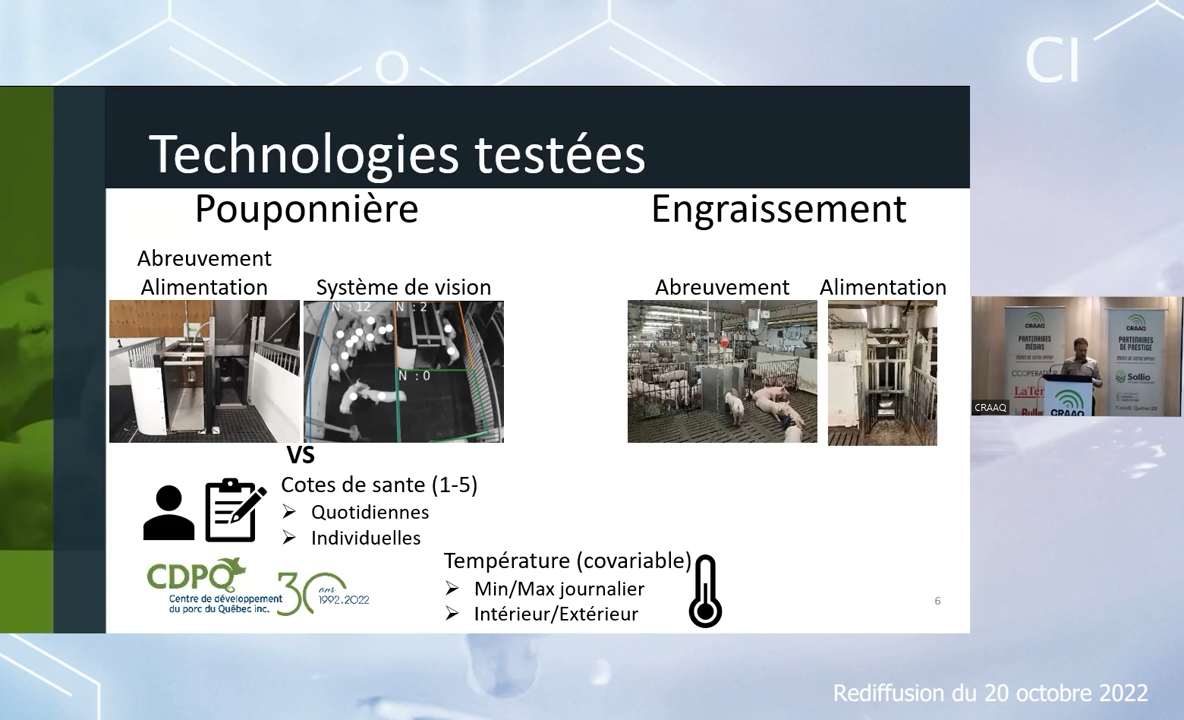 O
Cl
Technologies testées
Pouponnière
Engraissement
Abreuvement
Alimentation
Système de vision
Abreuvement
Alimentation
1
N : 12
N : 2
N : 0
VS
Cotes de sante (1-5)
Quotidiennes
Individuelles
Température (covariable)
Min/Max journalier
Intérieur/Extérieur
CDPQ
Centre de développement
du porc du Québec inc.
30 ans
1992.2022
6
CRAAQ
PARTENAIRES
MÉDIAS
CRAAQ
PARTENAIRES
DE PRESTIGE
Sollio
CRAAQ
CRAAQ
Rediffusion du 20 octobre 2022